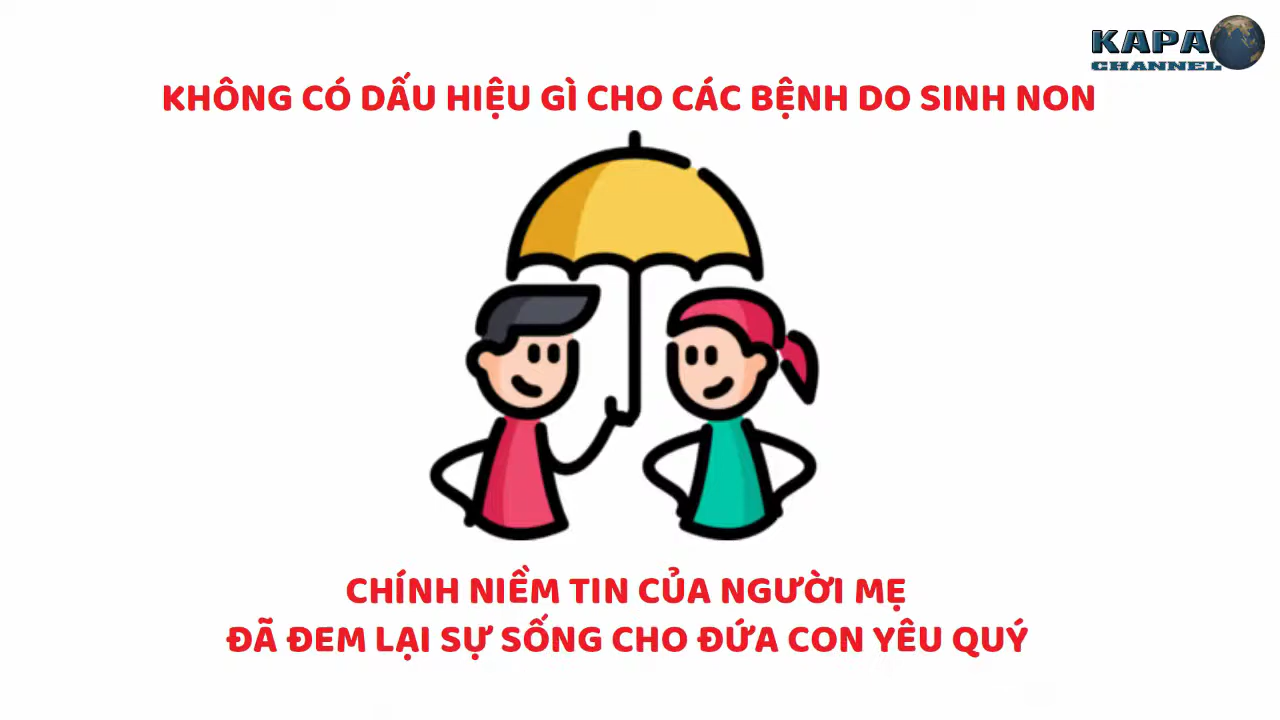 KAPA
CHANNEL
KHÔNG CÓ DẤU HIỆU GÌ CHO CÁC BỆNH DO SINH NON
CHÍNH NIỀM TIN CỦA NGƯỜI MẸ
ĐÃ ĐEM LẠI SỰ SỐNG CHO ĐỨA CON YÊU QUÝ